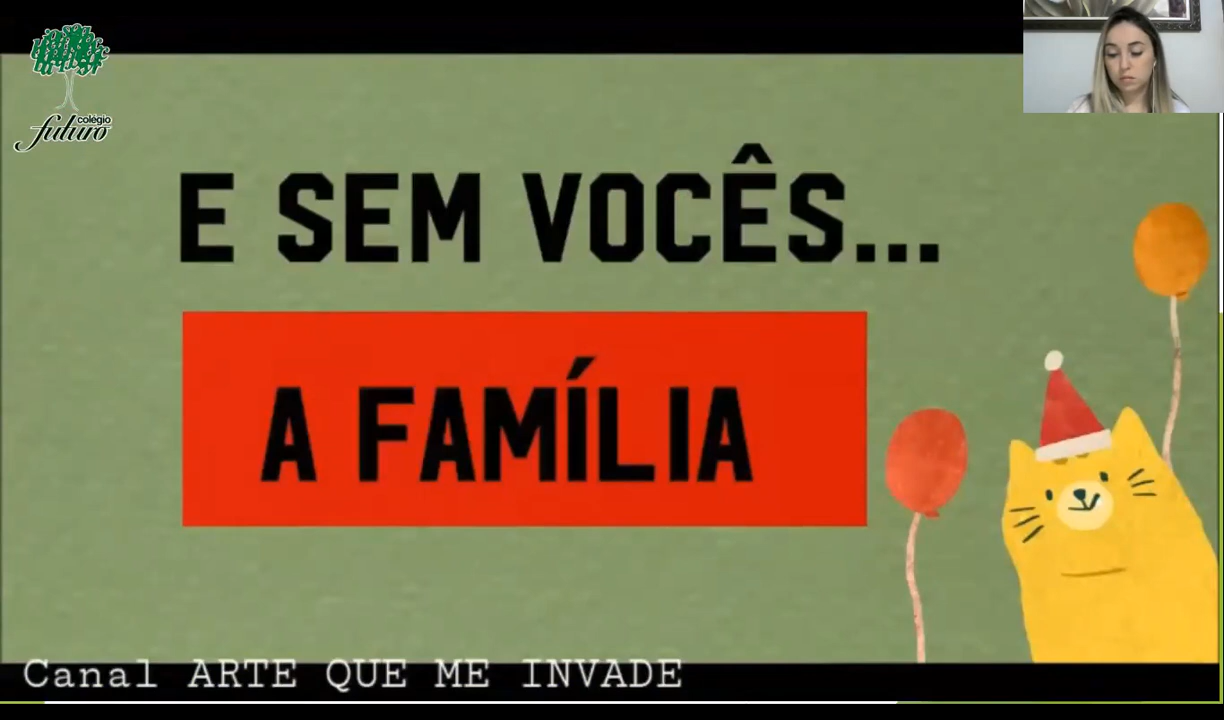 colégio
futuro
E SEM VOCÊS...
A FAMÍLIA
Canal ARTE QUE ME INVADE